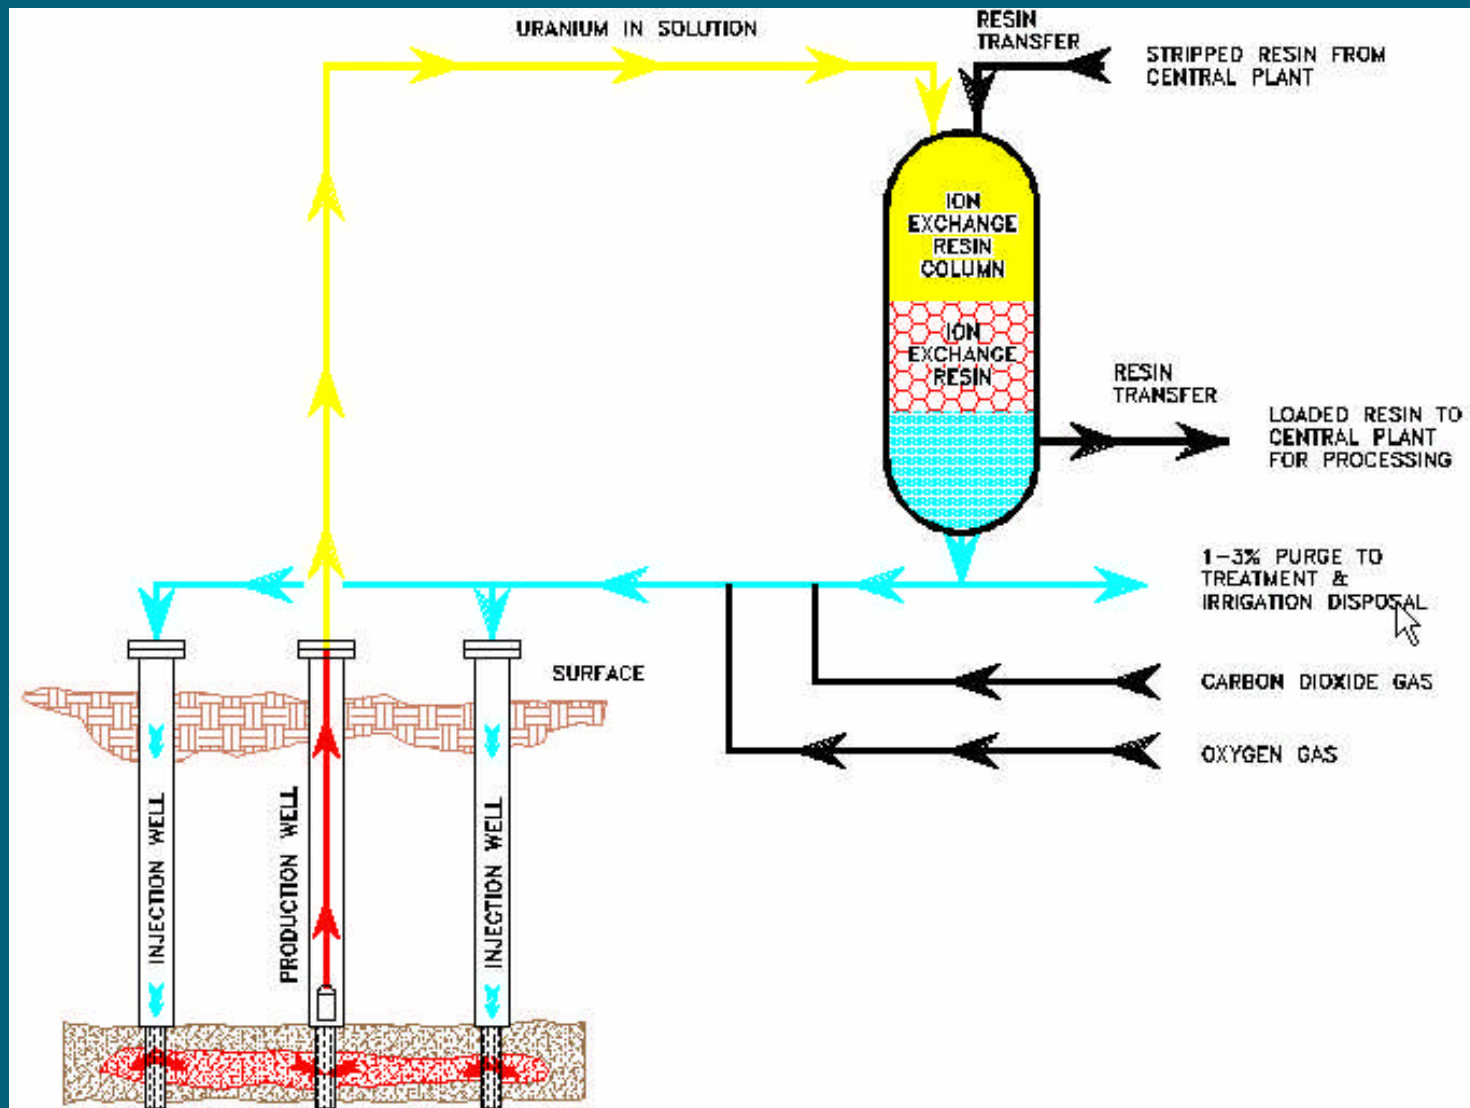 URANIUM IN SOLUTION
RESIN
TRANSFER
STRIPPED RESIN FROM
CENTRAL PLANT
ION
EXCHANGE
RESIN
COLUMN
ION
EXCHANGE
RESIN
RESIN
TRANSFER
LOADED RESIN TO
CENTRAL PLANT
FOR PROCESSING
1-3% PURGE TO
TREATMENT &
IRRIGATION DISPOSAL
SURFACE
CARBON DIOXIDE GAS
OXYGEN GAS
INJECTION WELL
PRODUCTION WELL
INJECTION WELL